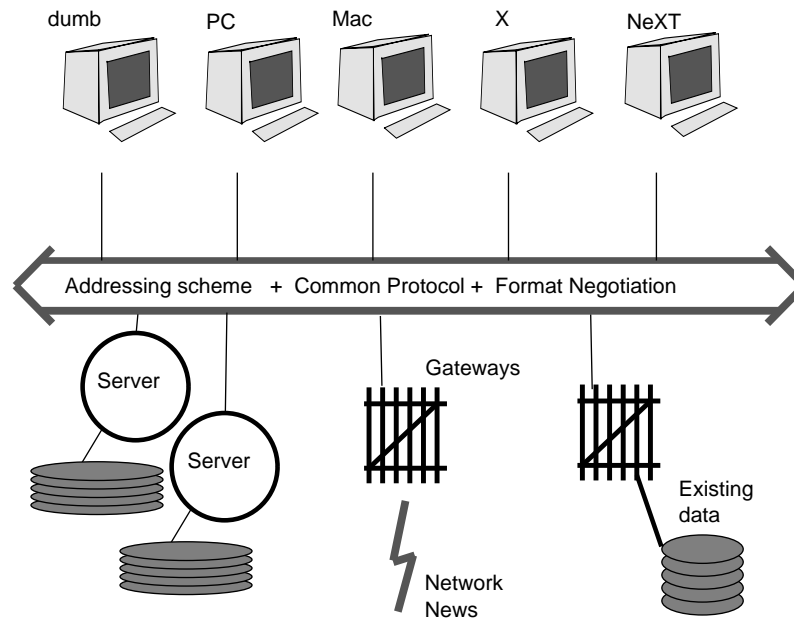 dumb
PC
Mac
X
NeXT
Addressing scheme + Common Protocol + Format Negotiation
Server
Gateways
Server
Existing
data
Network
News